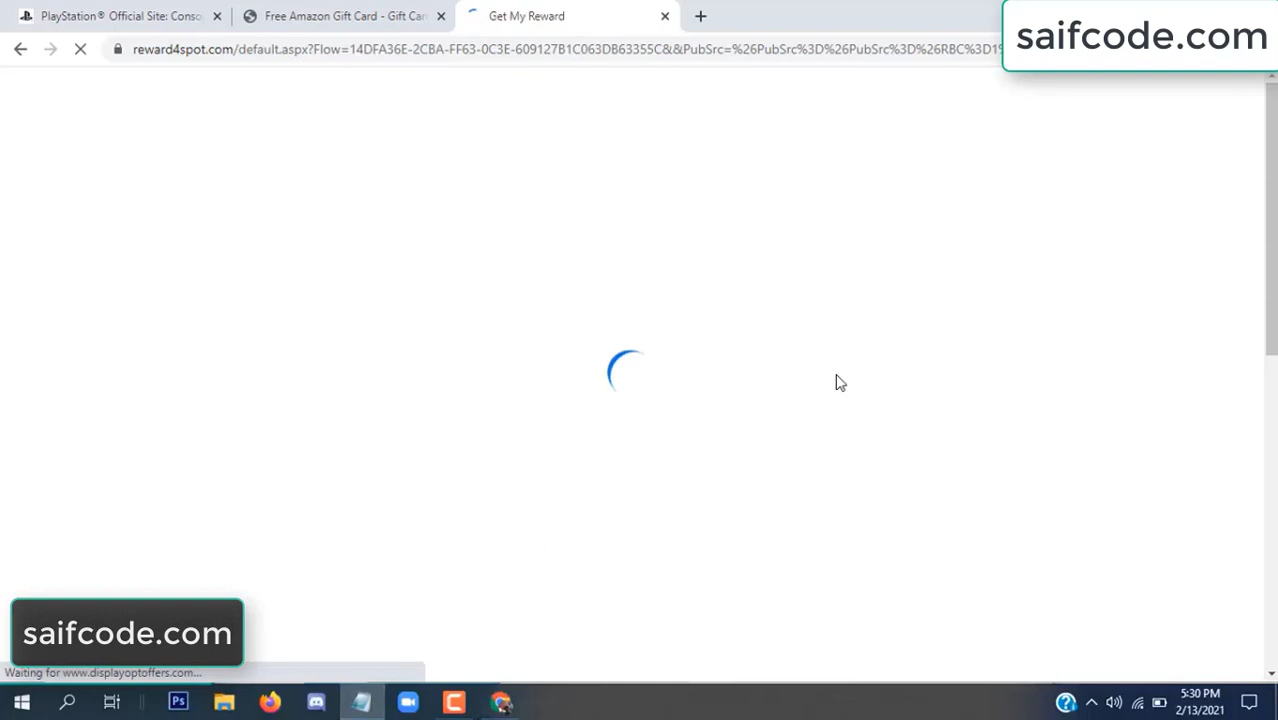 PlayStation® Official Site: Conso
Free Amazon Gift Card - Gift Car
Get My Reward
saifcode.com
reward4spot.com/default.aspx?Flow=14DFA36E-2CBA-FF63-0C3E-609127B1C063DB63355C&&PubSrc=%26PubSrc%3D%26PubSrc%3D%26RBC%3D1%
saifcode.com
Waiting for www.displayoptoffers.com...
Ps
5:30 PM
2/13/2021